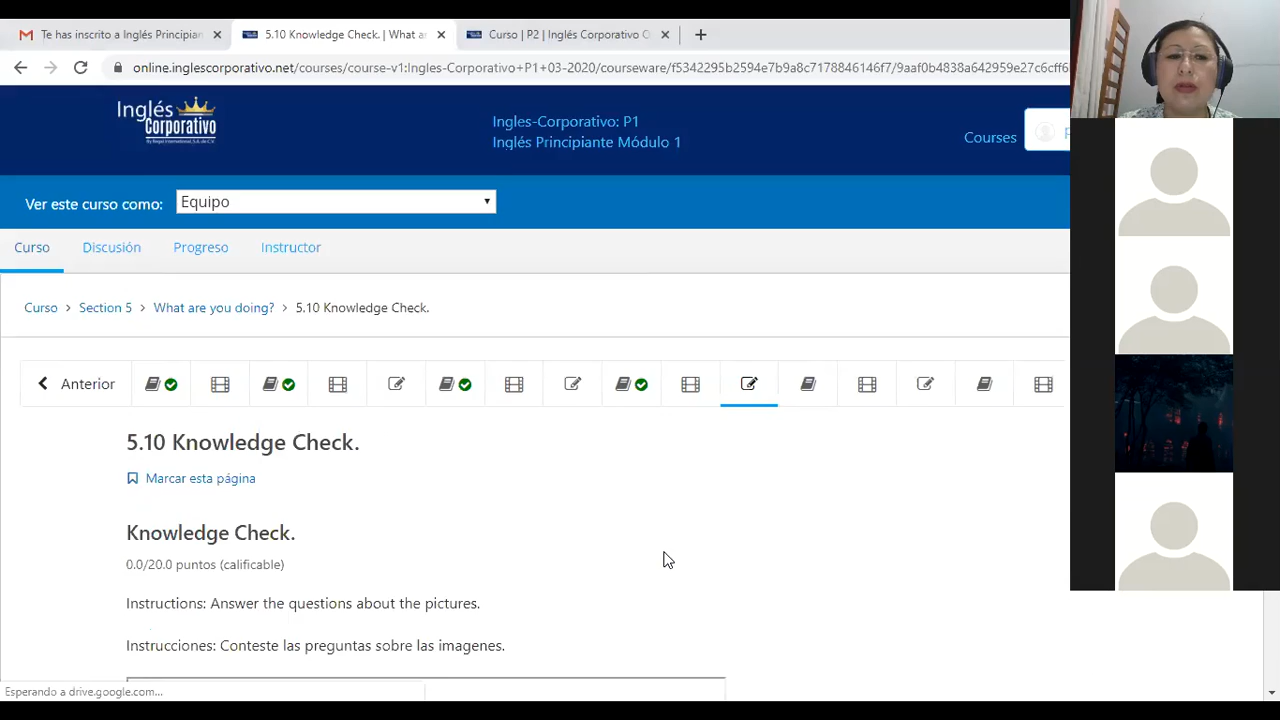 Te has inscrito a Inglés Principian
5.10 Knowledge Check. | What a
Curso | P2 | Inglés Corporativo O
online.inglescorporativo.net/courses/course-v1:Ingles-Corporativo+P1+03-2020/courseware/f5342295b2594e7b9a8c7178846146f7/9aaf0b4838a642959e27c6cff6
Inglés
Corporativo
Ingles-Corporativo: P1
Inglés Principiante Módulo 1
Courses
Ver este curso como:
Equipo
Curso
Discusión
Progreso
Instructor
Curso > Section 5 > What are you doing? > 5.10 Knowledge Check.
Anterior
5.10 Knowledge Check.
Marcar esta página
Knowledge Check.
0.0/20.0 puntos (calificable)
Instructions: Answer the questions about the pictures.
Instrucciones: Conteste las preguntas sobre las imagenes.
Esperando a drive.google.com...